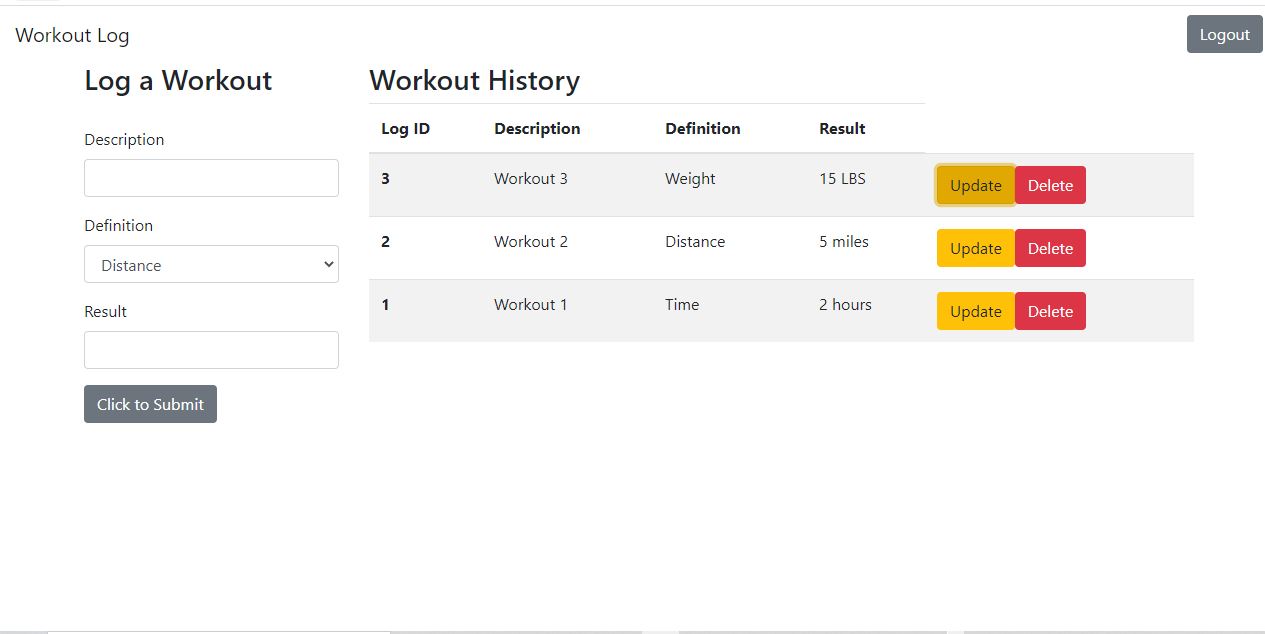 Workout Log
Logout
Log a Workout
Description
Definition
Distance
Result
Click to Submit
Workout History
Log ID Description Definition Result
3 Workout 3 Weight 15 LBS Update Delete
2 Workout 2 Distance 5 miles Update Delete
1 Workout 1 Time 2 hours Update Delete